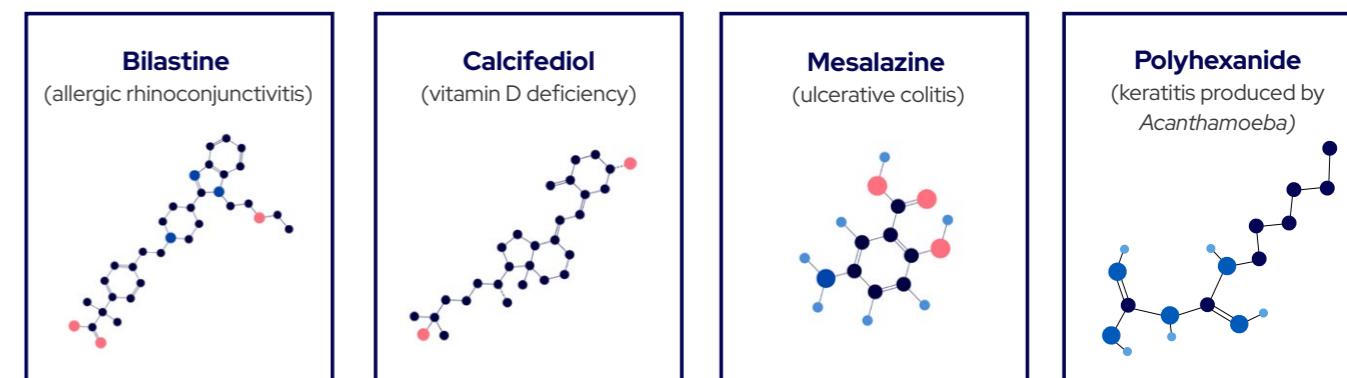 Bilastine
(allergic rhinoconjunctivitis)
Calcifediol
(vitamin D deficiency)
Mesalazine
(ulcerative colitis)
Polyhexanide
(keratitis produced by
Acanthamoeba)